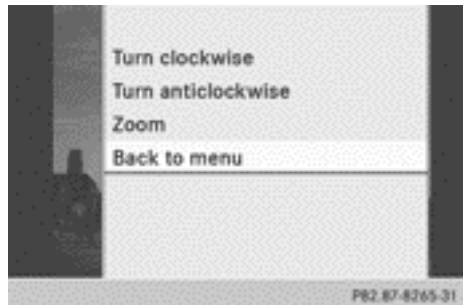 Turn clockwise
Turn anticlockwise
Zoom
Back to menu
P82.87-8265-31